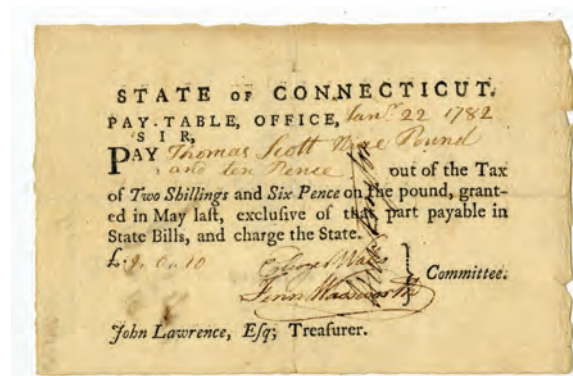 STATE OF CONNECTICUT.
PAY-TABLE, OFFICE, Janʸ. 22 1782
SIR,
PAY Thomas Scott Nine Pound
and ten Pence out of the Tax
of Two Shillings and Six Pence on the pound, grant-
ed in May laſt, excluſive of that part payable in
State Bills, and charge the State.
£. 9. 0. 10
Fenn Wadsworth
Committee.
John Lawrence, Eſq; Treaſurer.